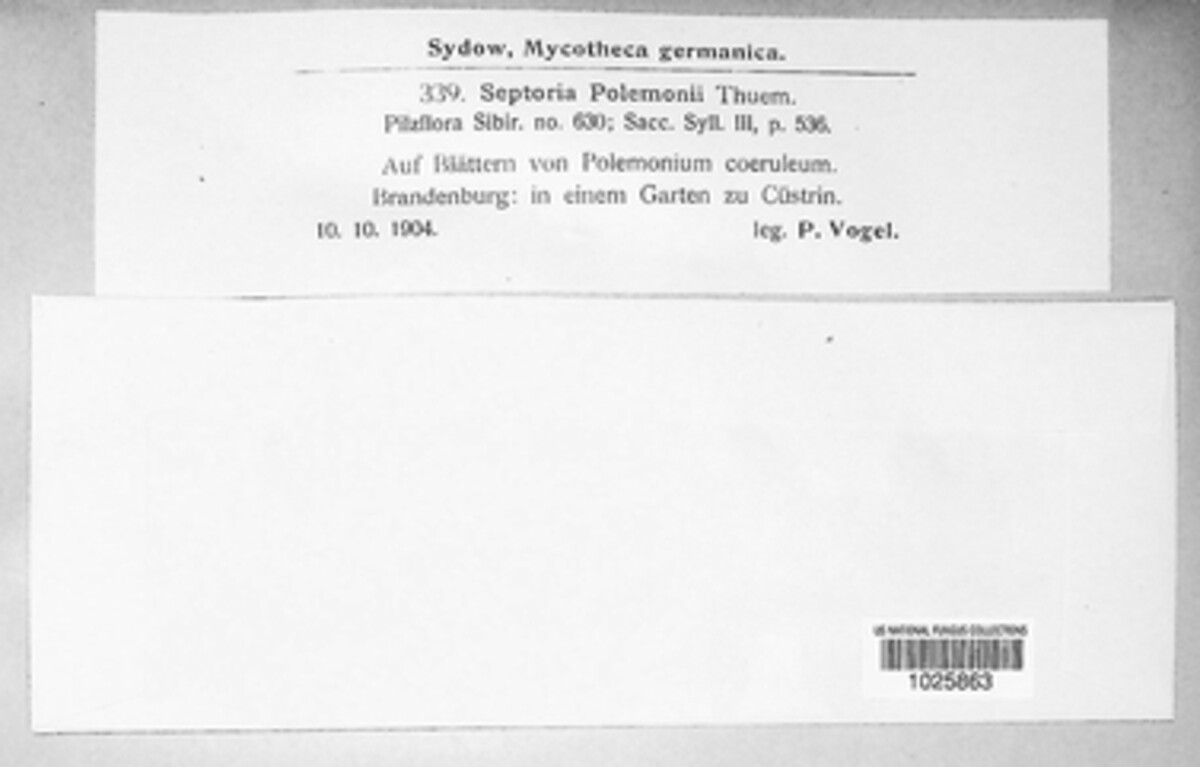 Sydow, Mycotheca germanica.
339. Septoria Polemonii Thuem.
Pilzflora Sibir. no. 630; Sacc. Syll. III, p. 536.
Auf Blättern von Polemonium coeruleum.
Brandenburg: in einem Garten zu Cüstrin.
10. 10. 1904. leg. P. Vogel.
US NATIONAL FUNGUS COLLECTIONS
1025863